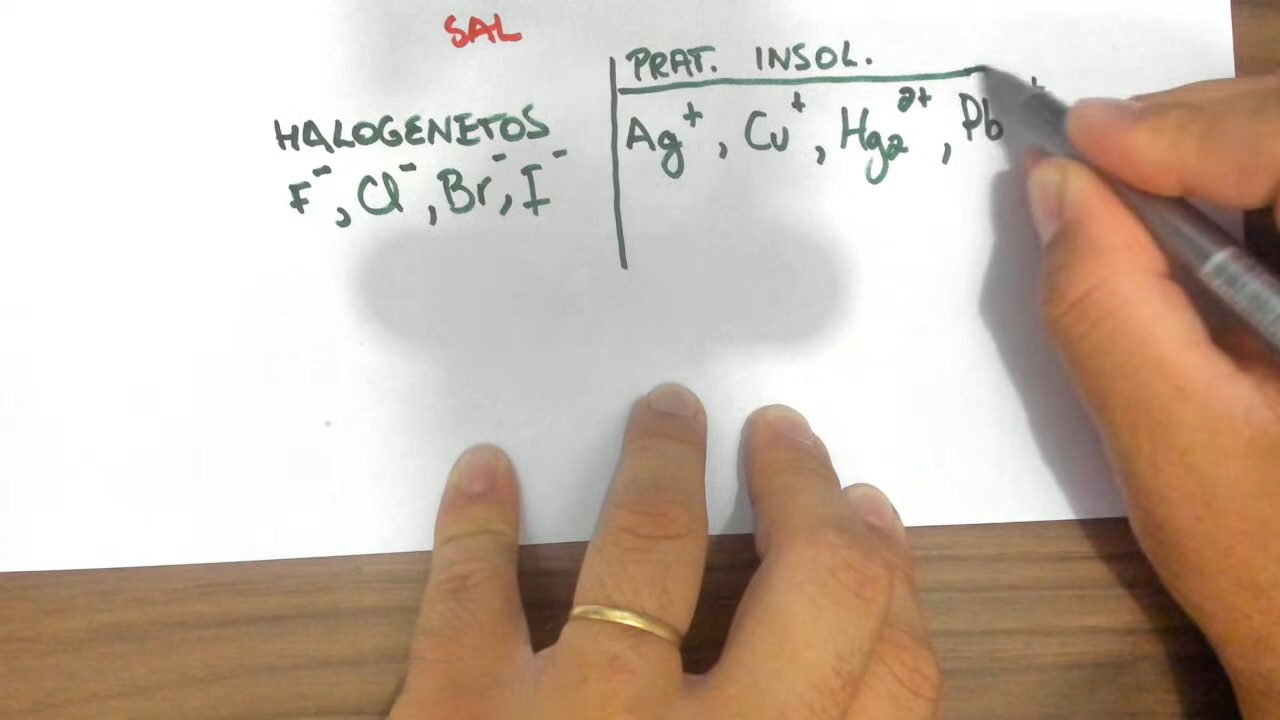 SAL
PRAT. INSOL.
HALOGENETOS
Ag⁺, Cu⁺, Hg₂²⁺, Pb
F⁻, Cl⁻, Br⁻, I⁻